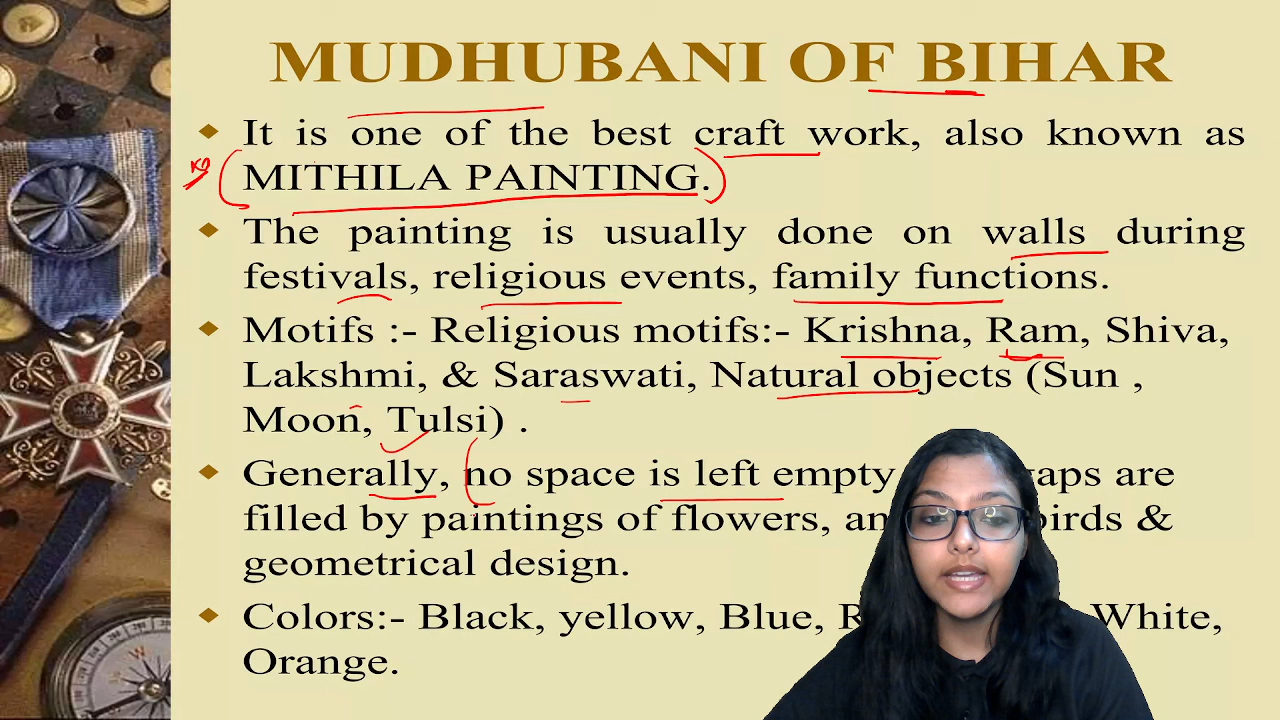 MUDHUBANI OF BIHAR
It is one of the best craft work, also known as
MITHILA PAINTING.
The painting is usually done on walls during
festivals, religious events, family functions.
Motifs :- Religious motifs:- Krishna, Ram, Shiva,
Lakshmi, & Saraswati, Natural objects (Sun ,
Moon, Tulsi) .
Generally, no space is left empty are
filled by paintings of flowers, &
geometrical design.
Colors:- Black, yellow, Blue, White,
Orange.